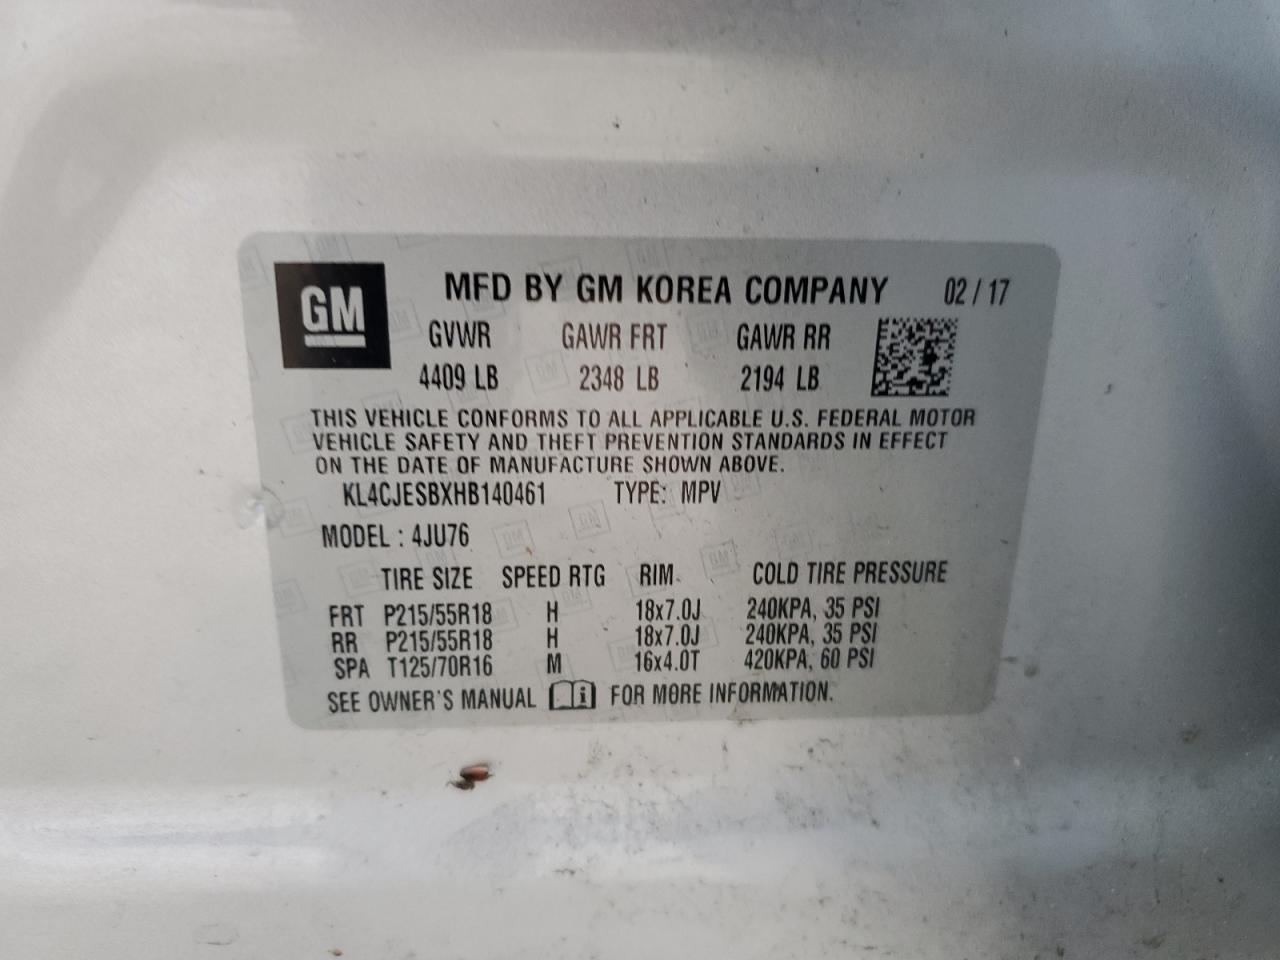 GM
MFD BY GM KOREA COMPANY 02 / 17
GVWR GAWR FRT GAWR RR
4409 LB 2348 LB 2194 LB
THIS VEHICLE CONFORMS TO ALL APPLICABLE U.S. FEDERAL MOTOR
VEHICLE SAFETY AND THEFT PREVENTION STANDARDS IN EFFECT
ON THE DATE OF MANUFACTURE SHOWN ABOVE.
KL4CJESBXHB140461 TYPE: MPV
MODEL : 4JU76
TIRE SIZE SPEED RTG RIM COLD TIRE PRESSURE
FRT P215/55R18 H 18x7.0J 240KPA, 35 PSI
RR P215/55R18 H 18x7.0J 240KPA, 35 PSI
SPA T125/70R16 M 16x4.0T 420KPA, 60 PSI
SEE OWNER'S MANUAL i FOR MORE INFORMATION.